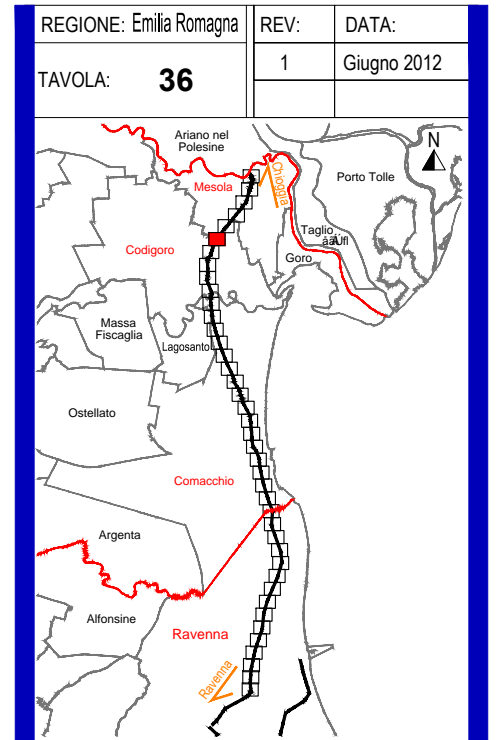 REGIONE: Emilia Romagna
REV:
DATA:
TAVOLA: 36
1
Giugno 2012
Ariano nel
Polesine
N
Mesola
Chioggia
Porto Tolle
Codigoro
Taglio
Goro
Massa
Fiscaglia
Lagosanto
Ostellato
Comacchio
Argenta
Alfonsine
Ravenna
Ravenna